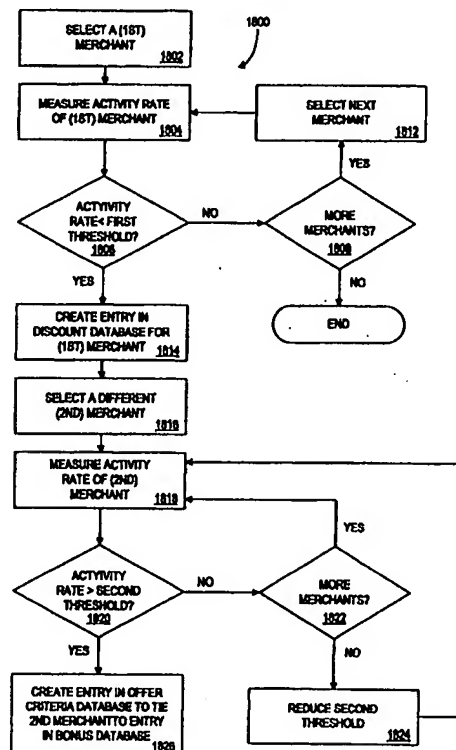 1800
SELECT A (1ST)
MERCHANT
1802
MEASURE ACTIVITY RATE
OF (1ST) MERCHANT
1804
SELECT NEXT
MERCHANT
1812
YES
ACTYIVITY
RATE< FIRST
THRESHOLD?
1806
NO
MORE
MERCHANTS?
1808
YES
NO
CREATE ENTRY IN
DISCOUNT DATABASE FOR
(1ST) MERCHANT
1814
END
SELECT A DIFFERENT
(2ND) MERCHANT
1816
MEASURE ACTIVITY
RATE OF (2ND)
MERCHANT
1818
YES
ACTYIVITY
RATE > SECOND
THRESHOLD?
1820
NO
MORE
MERCHANTS?
1822
YES
NO
CREATE ENTRY IN OFFER
CRITERIA DATABASE TO TIE
2ND MERCHANTTO ENTRY
IN BONUS DATABASE
1826
REDUCE SECOND
THRESHOLD
1824